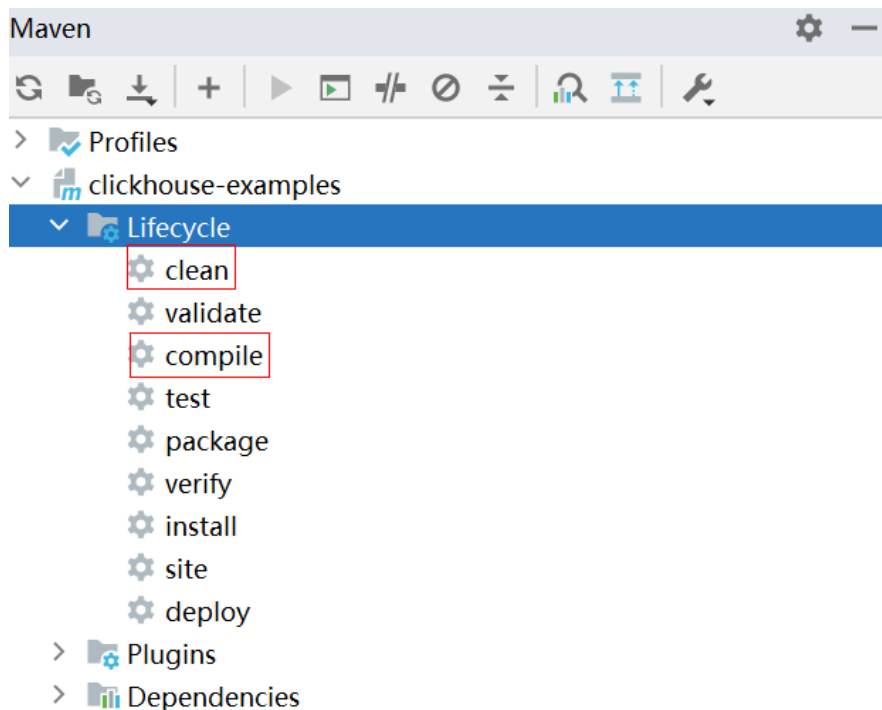 Maven
Profiles
clickhouse-examples
Lifecycle
clean
validate
compile
test
package
verify
install
site
deploy
Plugins
Dependencies